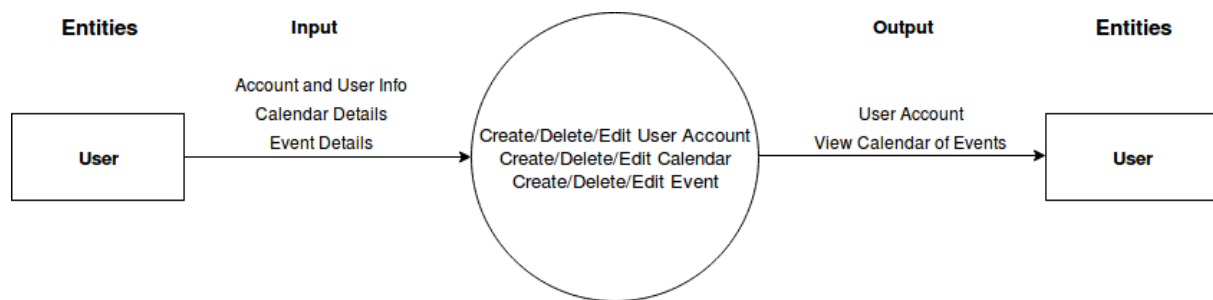 Entities
Input
Output
Entities
Account and User Info
Calendar Details
Event Details
User
Create/Delete/Edit User Account
Create/Delete/Edit Calendar
Create/Delete/Edit Event
User Account
View Calendar of Events
User